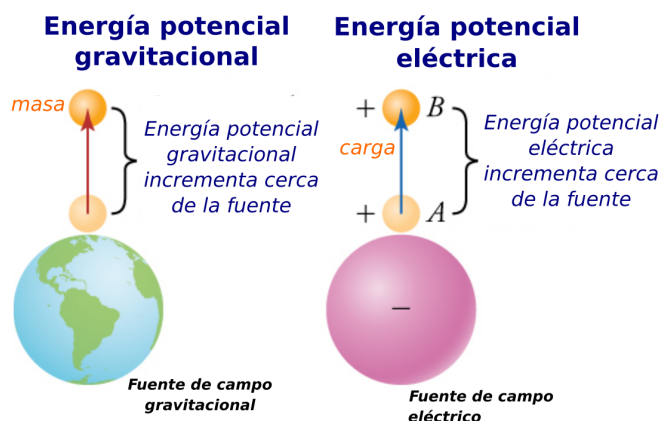 Energía potencial
gravitacional
masa
Energía potencial
gravitacional
incrementa cerca
de la fuente
Fuente de campo
gravitacional
Energía potencial
eléctrica
+ B
carga
+ A
Energía potencial
eléctrica
incrementa cerca
de la fuente
−
Fuente de campo
eléctrico